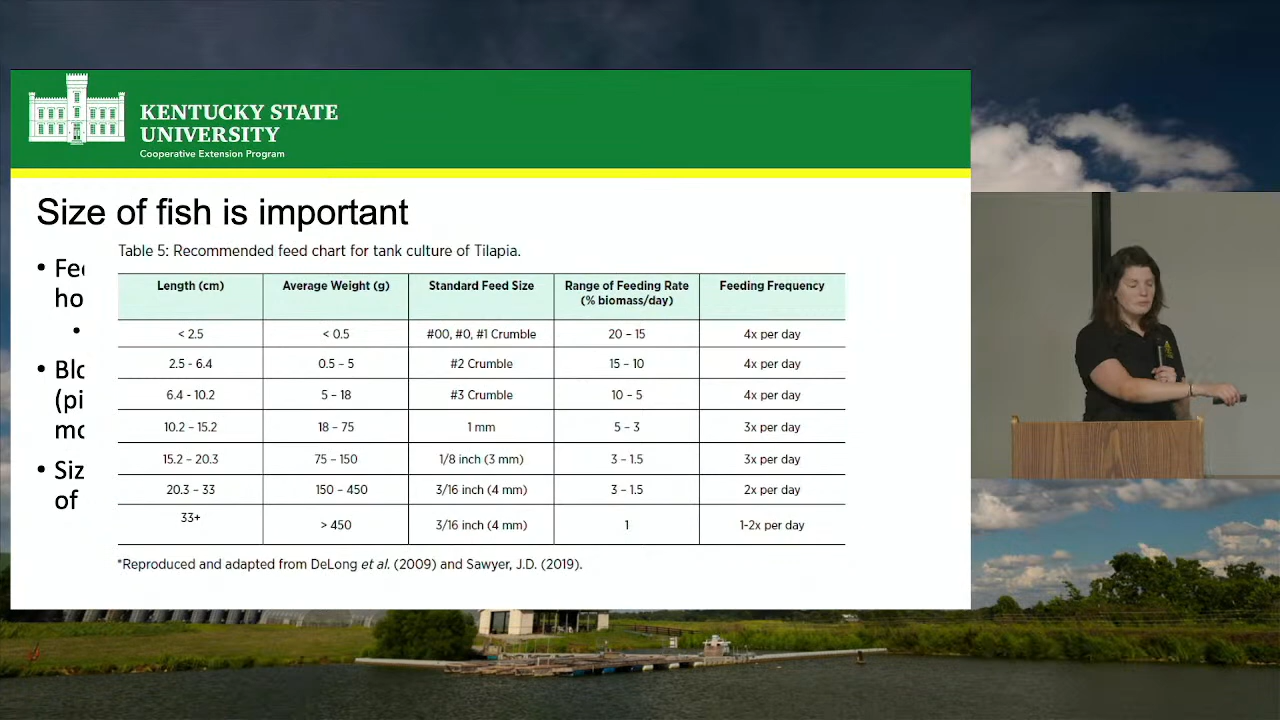 KENTUCKY STATE
UNIVERSITY
Cooperative Extension Program
Size of fish is important
Table 5: Recommended feed chart for tank culture of Tilapia.
Length (cm) Average Weight (g) Standard Feed Size Range of Feeding Rate (% biomass/day) Feeding Frequency
< 2.5 < 0.5 #00, #0, #1 Crumble 20 – 15 4x per day
2.5 - 6.4 0.5 – 5 #2 Crumble 15 – 10 4x per day
6.4 - 10.2 5 – 18 #3 Crumble 10 – 5 4x per day
10.2 – 15.2 18 – 75 1 mm 5 – 3 3x per day
15.2 - 20.3 75 – 150 1/8 inch (3 mm) 3 – 1.5 3x per day
20.3 – 33 150 – 450 3/16 inch (4 mm) 3 – 1.5 2x per day
33+ > 450 3/16 inch (4 mm) 1 1-2x per day
*Reproduced and adapted from DeLong et al. (2009) and Sawyer, J.D. (2019).
of